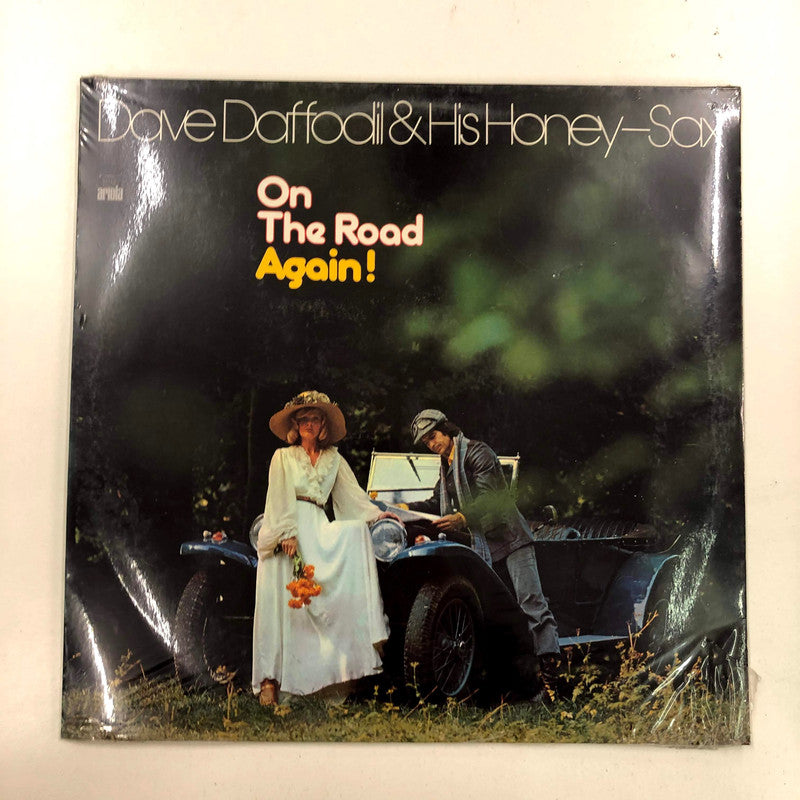 Dave Daffodil & His Honey–Sax
ariola
On
The Road
Again!